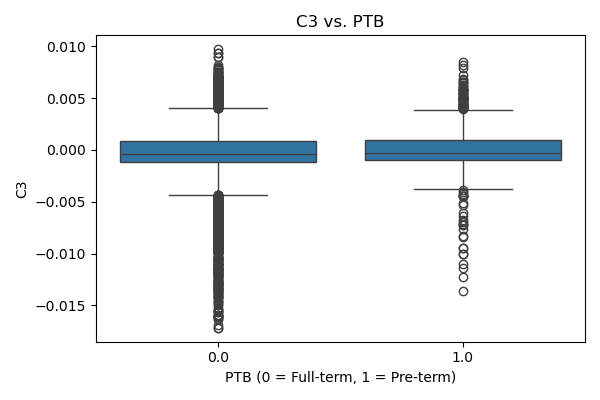 C3 vs. PTB
0.010
0.005
0.000
−0.005
−0.010
−0.015
C3
0.0
1.0
PTB (0 = Full-term, 1 = Pre-term)